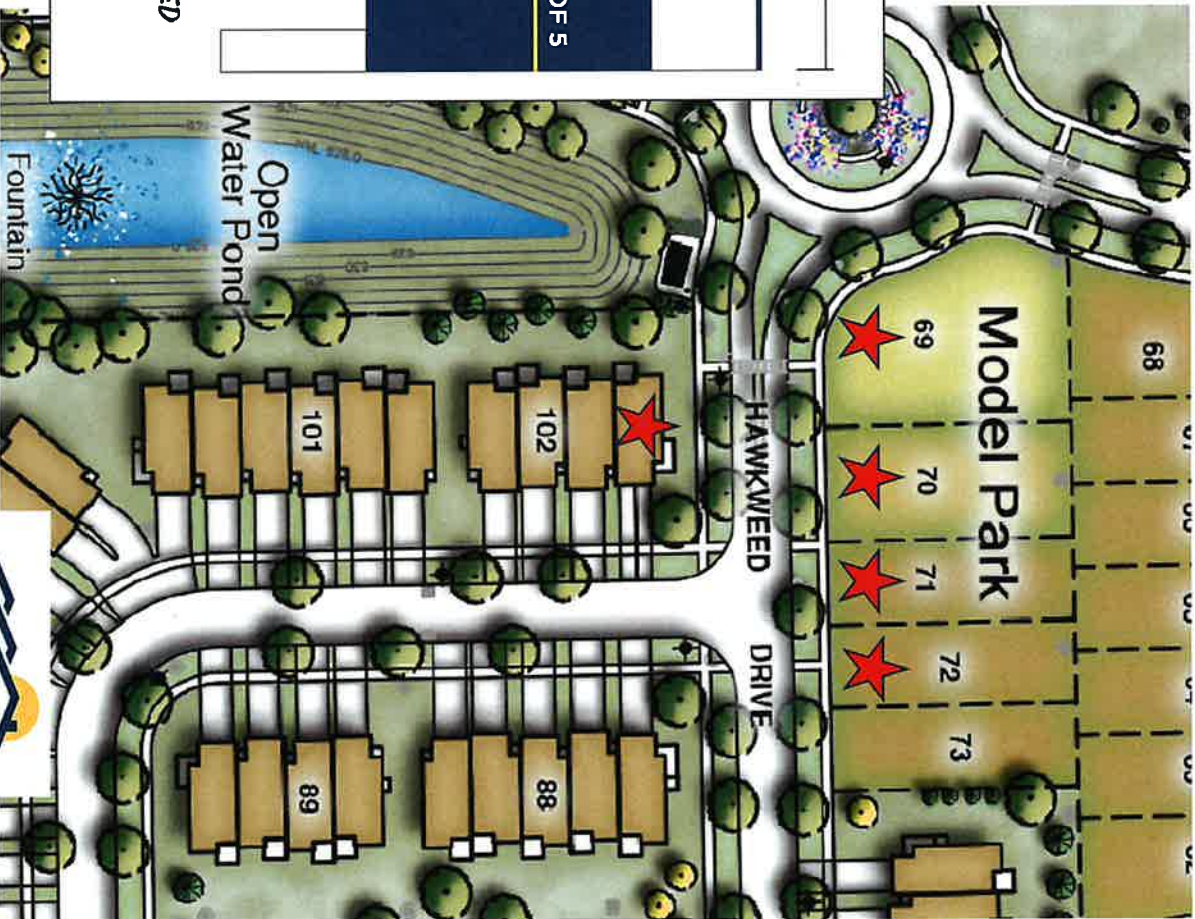 OF 5
ED
Open
Water Pond
Fountain
Model Park
68
69
70
71
72
73
HAWKWEED DRIVE
102
101
88
89